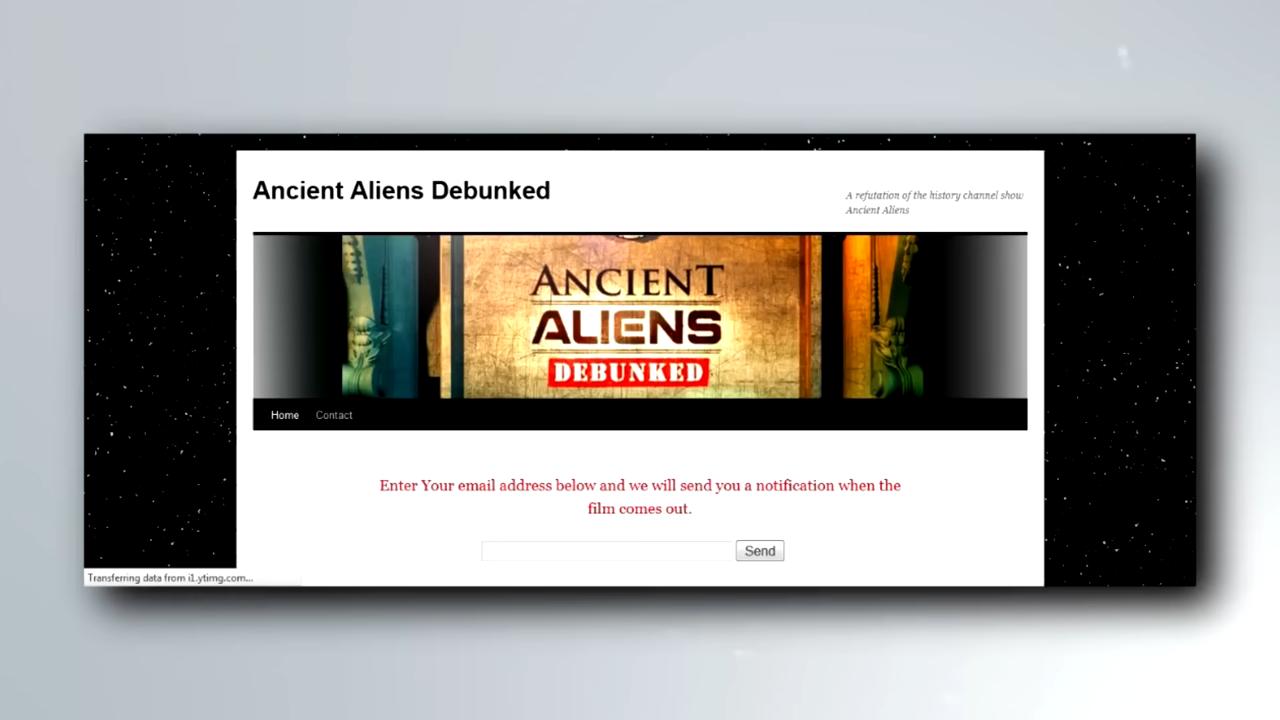 Ancient Aliens Debunked
A refutation of the history channel show
Ancient Aliens
ANCIENT
ALIENS
DEBUNKED
Home Contact
Enter Your email address below and we will send you a notification when the
film comes out.
Send
Transferring data from i1.ytimg.com...